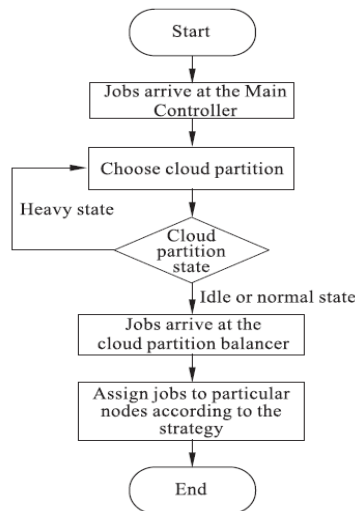 Start
Jobs arrive at the Main
Controller
Choose cloud partition
Heavy state
Cloud
partition
state
Idle or normal state
Jobs arrive at the
cloud partition balancer
Assign jobs to particular
nodes according to the
strategy
End